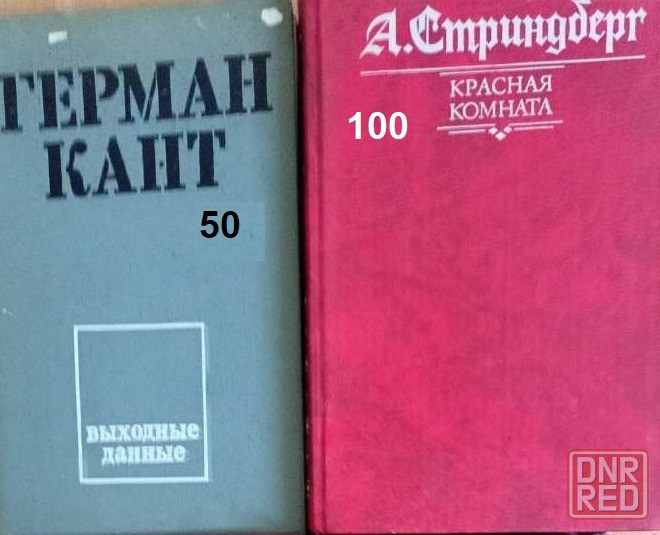 ГЕРМАН
КАНТ
50
выходные
данные
А. Стриндберг
КРАСНАЯ
КОМНАТА
100
DNR
RED